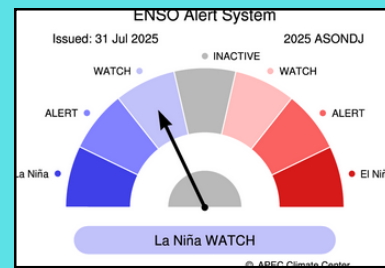 ENSO Alert System
Issued: 31 Jul 2025 2025 ASONDJ
INACTIVE
WATCH WATCH
ALERT ALERT
La Niña El Niñ
La Niña WATCH
© APEC Climate Center